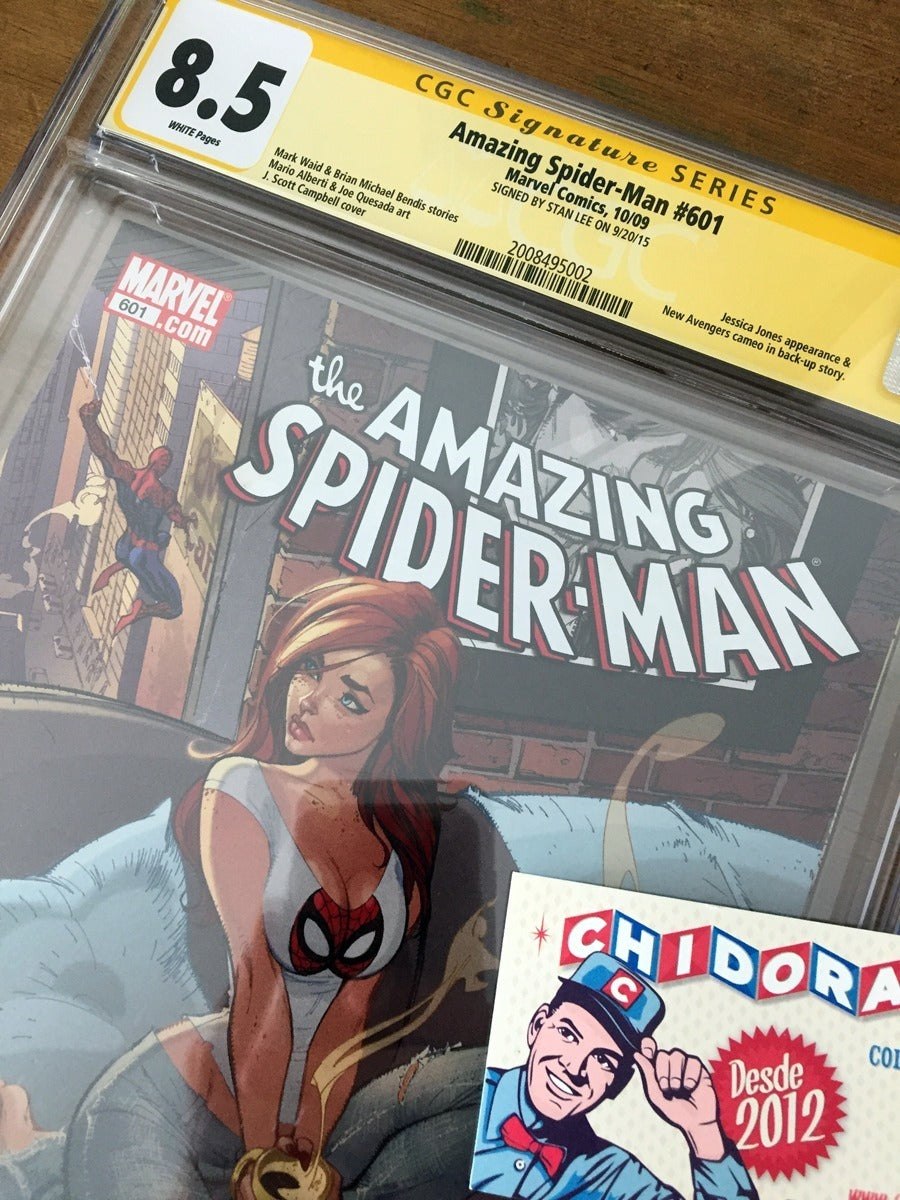 8.5
WHITE Pages
CGC Signature SERIES
Amazing Spider-Man #601
Marvel Comics, 10/09
SIGNED BY STAN LEE ON 9/20/15
Mark Waid & Brian Michael Bendis stories
Mario Alberti & Joe Quesada art
J. Scott Campbell cover
2008495002
Jessica Jones appearance &
New Avengers cameo in back-up story.
MARVEL®
601
.com
the
AMAZING
SPIDER-MAN®
CHIDORA
C
Desde
2012